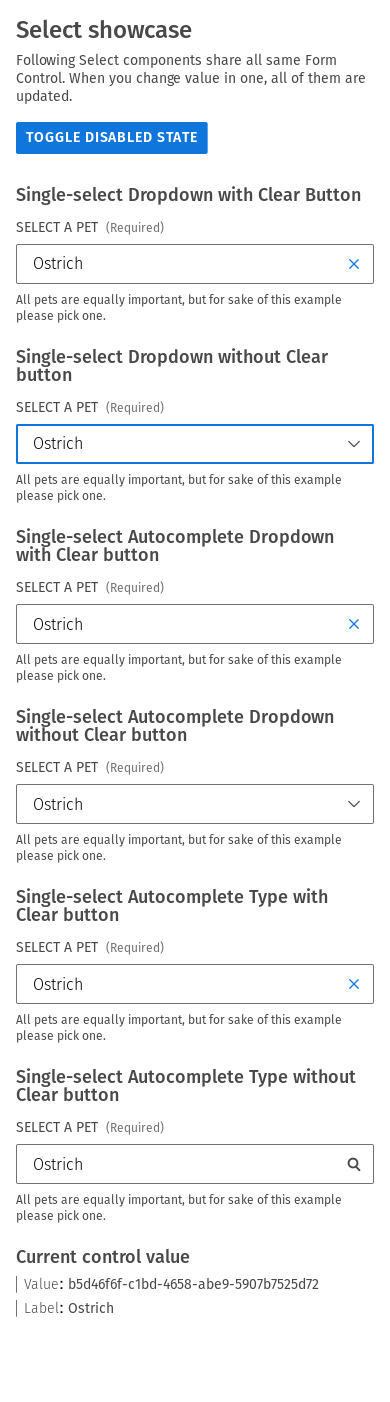 Select showcase
Following Select components share all same Form
Control. When you change value in one, all of them are
updated.
TOGGLE DISABLED STATE
Single-select Dropdown with Clear Button
SELECT A PET (Required)
Ostrich
All pets are equally important, but for sake of this example
please pick one.
Single-select Dropdown without Clear
button
SELECT A PET (Required)
Ostrich
All pets are equally important, but for sake of this example
please pick one.
Single-select Autocomplete Dropdown
with Clear button
SELECT A PET (Required)
Ostrich
All pets are equally important, but for sake of this example
please pick one.
Single-select Autocomplete Dropdown
without Clear button
SELECT A PET (Required)
Ostrich
All pets are equally important, but for sake of this example
please pick one.
Single-select Autocomplete Type with
Clear button
SELECT A PET (Required)
Ostrich
All pets are equally important, but for sake of this example
please pick one.
Single-select Autocomplete Type without
Clear button
SELECT A PET (Required)
Ostrich
All pets are equally important, but for sake of this example
please pick one.
Current control value
Value: b5d46f6f-c1bd-4658-abe9-5907b7525d72
Label: Ostrich